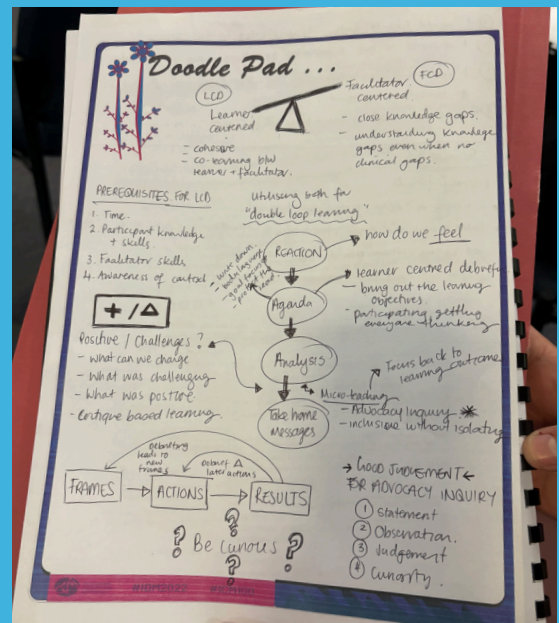 Doodle Pad ...
LCD
Learner
centered.
- cohesive
- co-learning b/w
learner + facilitator.
FCD
Facilitator
centered
- close knowledge gaps.
- understanding knowledge
gaps even when no
clinical gaps.
PREREQUISITES FOR LCD
1. Time.
2. Participant knowledge
+ skills.
3. Facilitator skills
4. Awareness of context
Utilising both for
"double loop learning"
REACTION
how do we feel
- write down.
- body language
- goal
Agenda
learner centred debrief
- bring out the learning
objectives.
- participating, getting
everyone thinking
+ / Δ
Positive / Challenges ?
- What can we change
- What was challenging
- What was positive
- Critique based learning.
Analysis
Micro-teaching
Focus back to
learning outcome
- Advocacy Inquiry
- inclusive without isolating
Take home
messages
Debriefing
leads to
new
frames
Debrief Δ
later actions
FRAMES
ACTIONS
RESULTS
? Be curious ?
?
?
→ GOOD JUDGEMENT ←
FOR ADVOCACY INQUIRY
1 Statement
2 Observation.
3 Judgement
4 Curiosity.